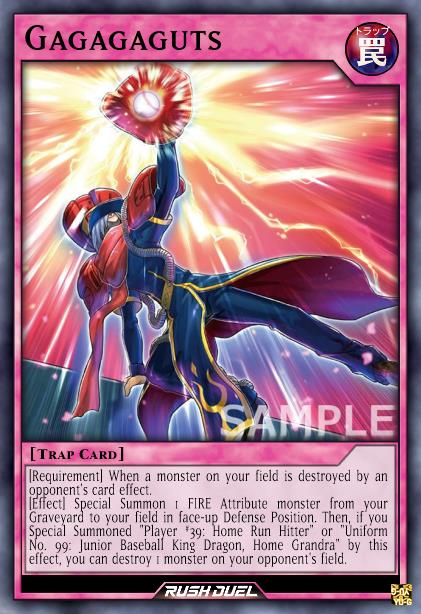 Gagagaguts
トラップ
罠
SAMPLE
[Trap Card]
[Requirement] When a monster on your field is destroyed by an
opponent's card effect.
[Effect] Special Summon 1 FIRE Attribute monster from your
Graveyard to your field in face-up Defense Position. Then, if you
Special Summoned "Player #39: Home Run Hitter" or "Uniform
No. 99: Junior Baseball King Dragon, Home Grandra" by this
effect, you can destroy 1 monster on your opponent's field.
RUSH DUEL